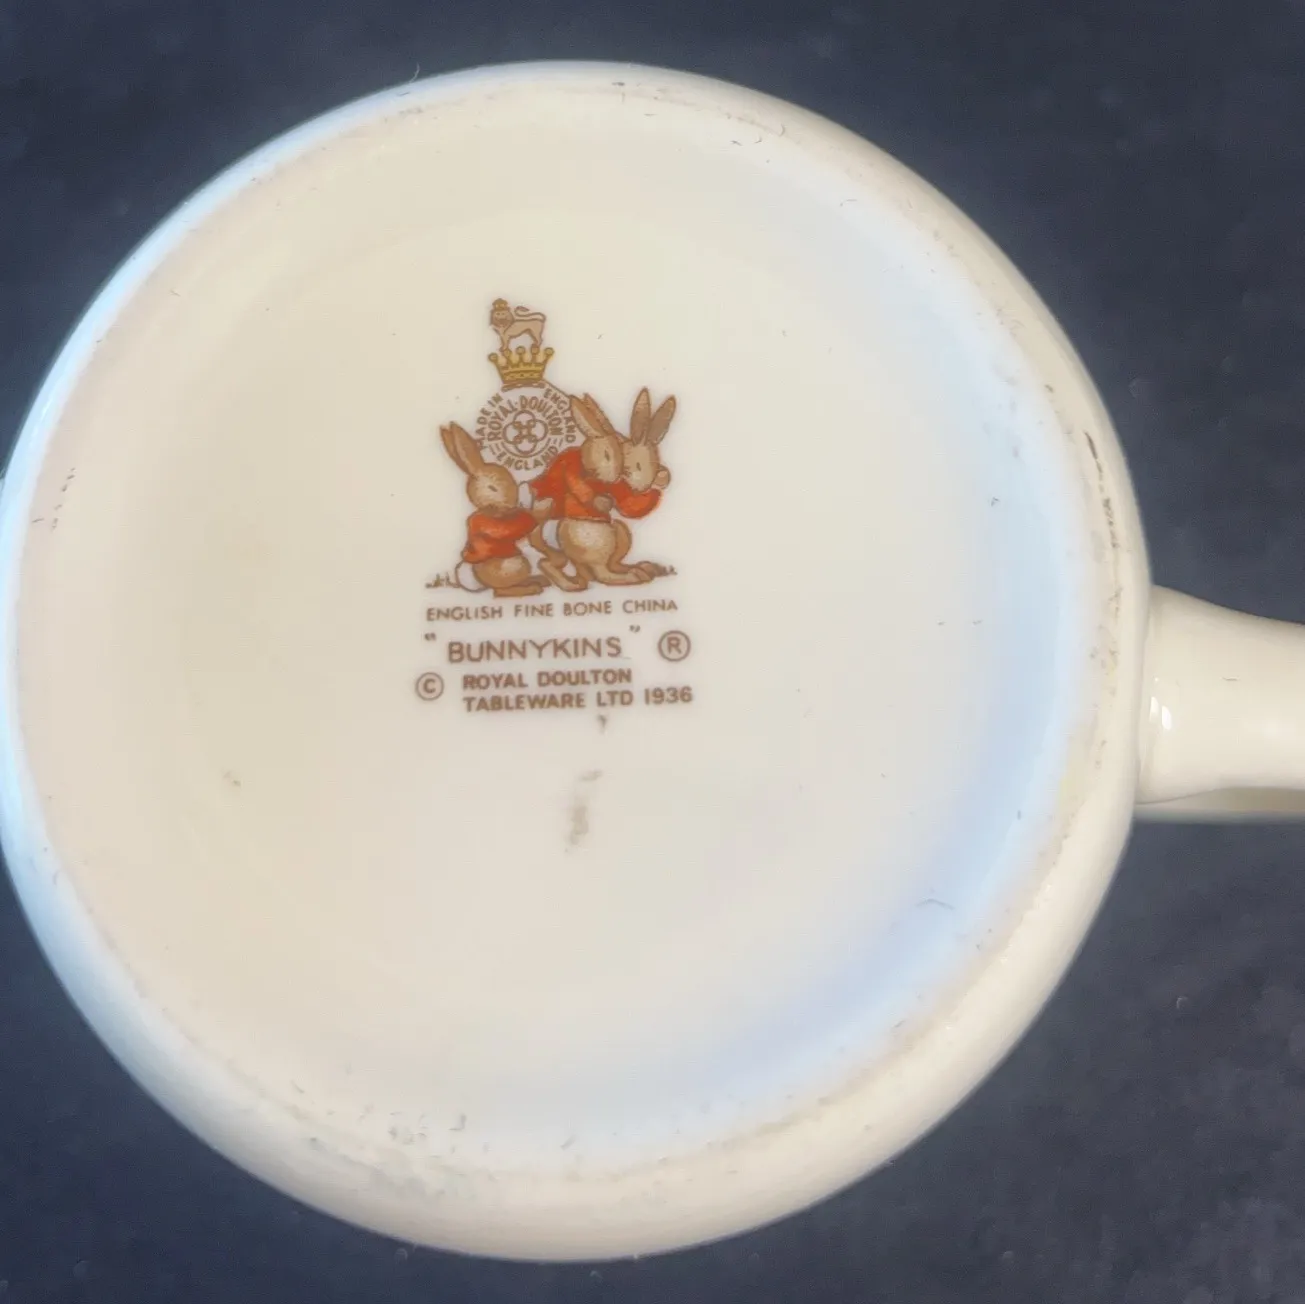 MADE IN ENGLAND
ROYAL·DOULTON
ENGLAND
ENGLISH FINE BONE CHINA
"BUNNYKINS" ®
© ROYAL DOULTON
TABLEWARE LTD 1936